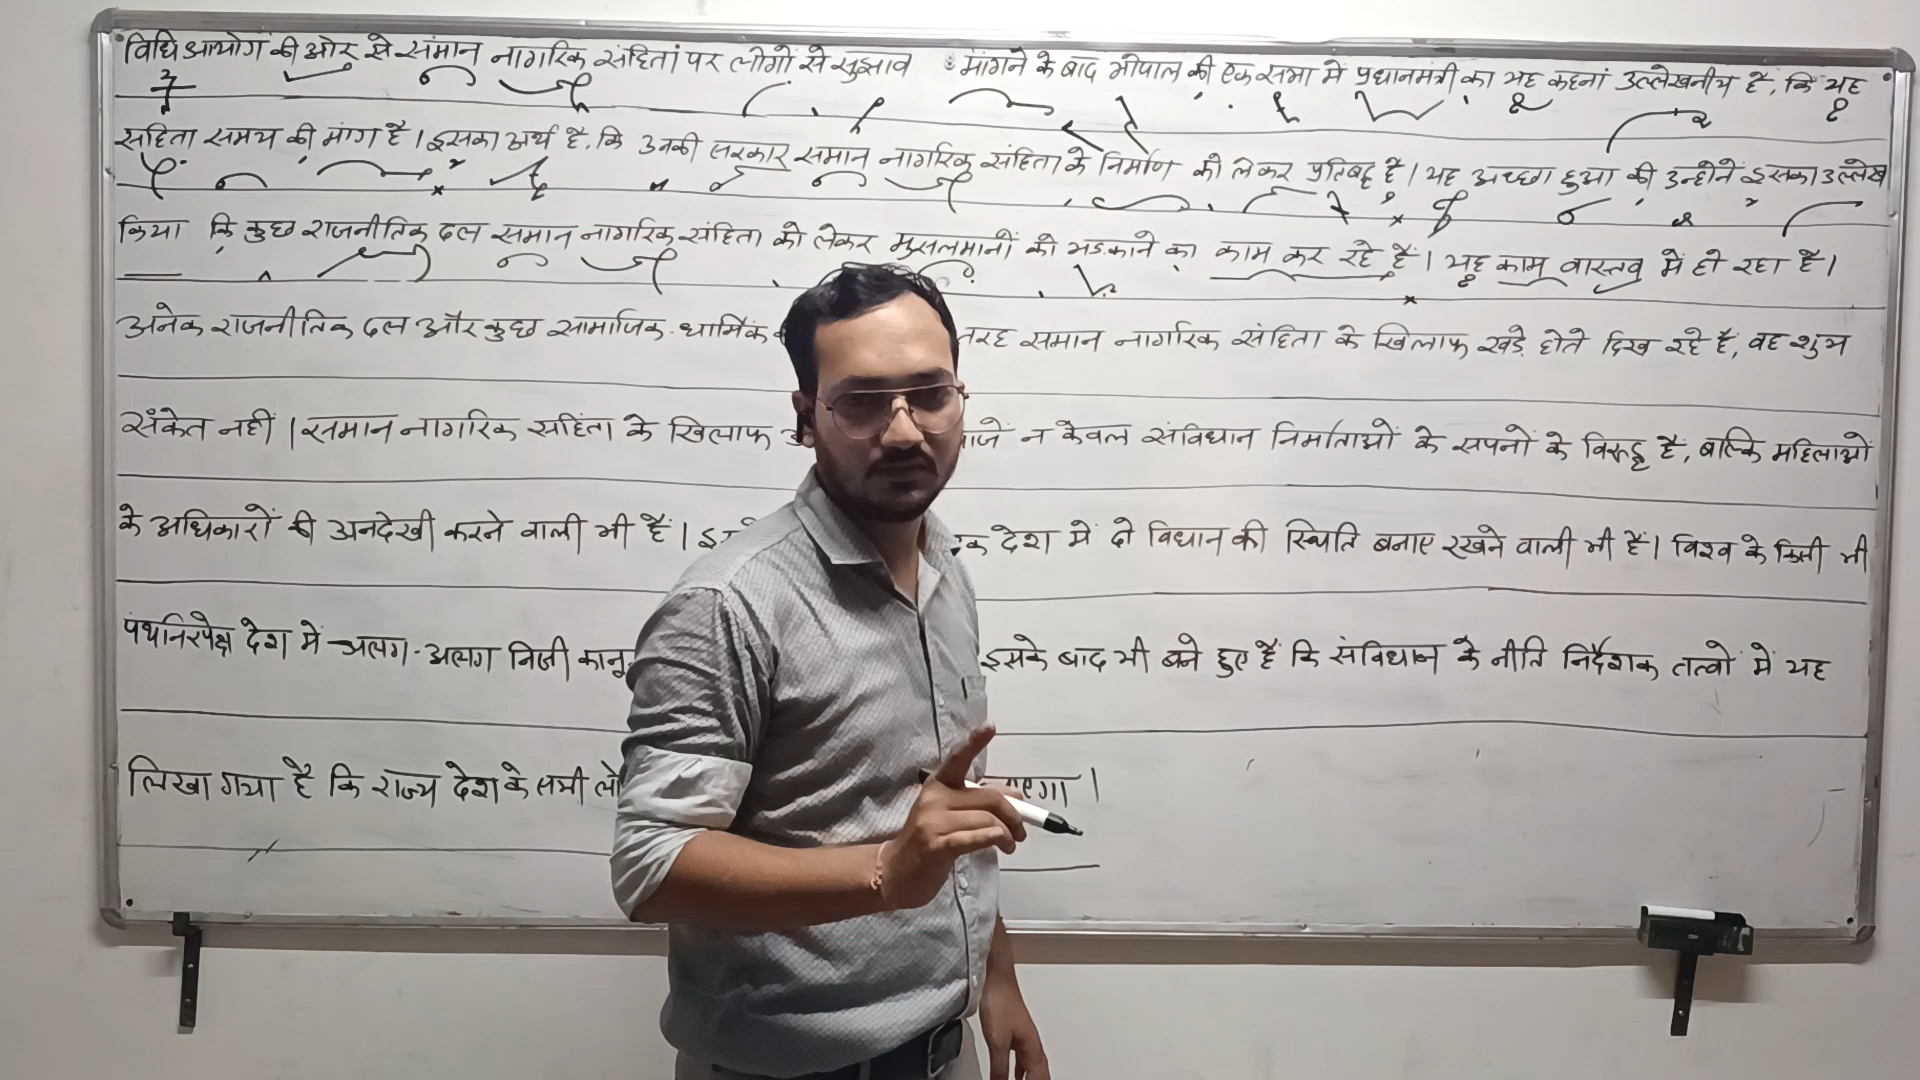 विधि आयोग की ओर से समान नागरिक संहिता पर लोगों से सुझाव मांगने के बाद भोपाल की एक सभा में प्रधानमंत्री का यह कहना उल्लेखनीय है, कि यह
संहिता समय की मांग है। इसका अर्थ है, कि उनकी सरकार समान नागरिक संहिता के निर्माण को लेकर प्रतिबद्ध है। यह अच्छा हुआ की उन्होनें इसका उल्लेख
किया कि कुछ राजनीतिक दल समान नागरिक संहिता को लेकर मुसलमानों को भड़काने का काम कर रहे हैं। यह काम वास्तव में हो रहा है।
अनेक राजनीतिक दल और कुछ सामाजिक-धार्मिक तरह समान नागरिक संहिता के खिलाफ खड़े होते दिख रहे है, वह शुभ
संकेत नहीं। समान नागरिक संहिता के खिलाफ न केवल संविधान निर्माताओं के सपनों के विरूद्ध है, बल्कि महिलाओं
के अधिकारों की अनदेखी करने वाली भी है। देश में दो विधान की स्थिति बनाए रखने वाली भी है। विश्व के किसी भी
पंथनिरपेक्ष देश में अलग-अलग निजी इसके बाद भी बने हुए हैं कि संविधान के नीति निर्देशक तत्वों में यह
लिखा गया है कि राज्य देश के सभी